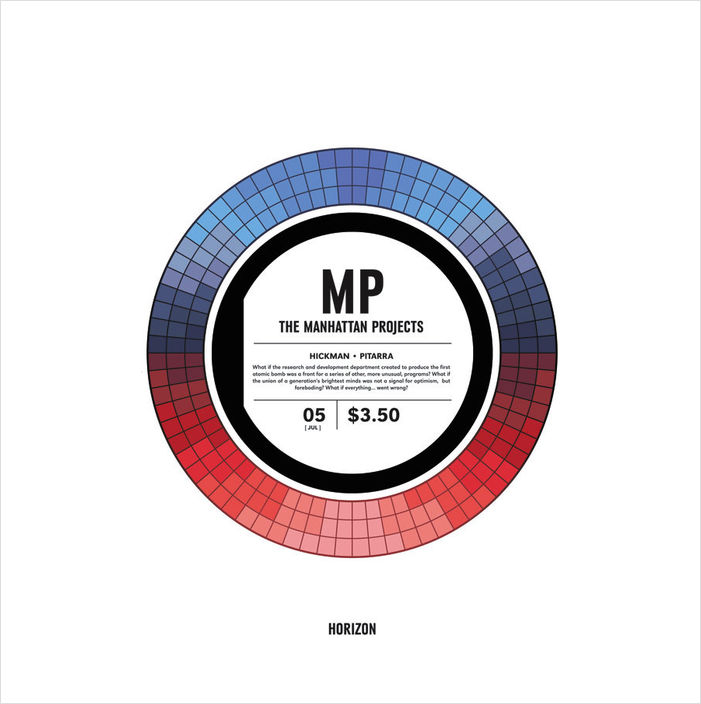 MP
THE MANHATTAN PROJECTS
HICKMAN • PITARRA
What if the research and development department created to produce the first
atomic bomb was a front for a series of other, more unusual, programs? What if
the union of a generation's brightest minds was not a signal for optimism, but
foreboding? What if everything... went wrong?
05 $3.50
[ JUL ]
HORIZON